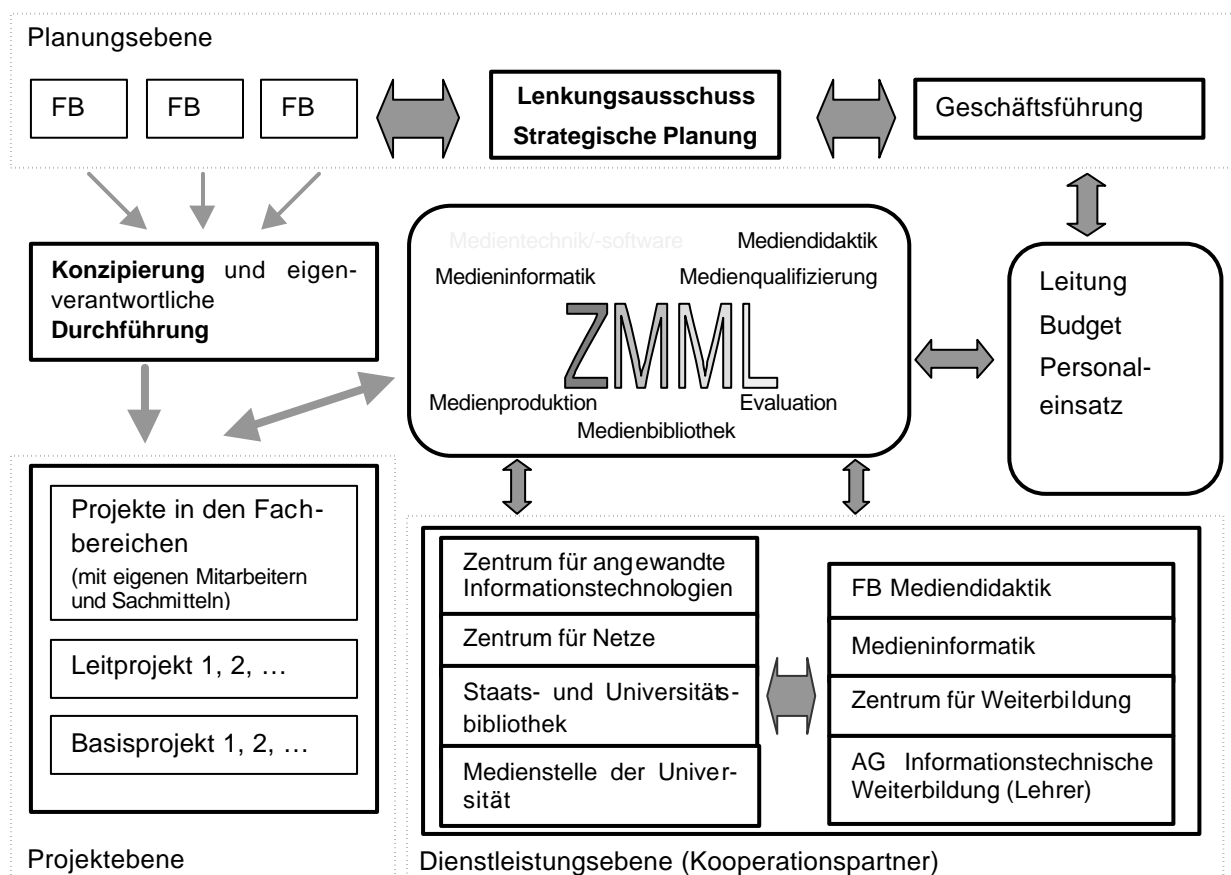 Planungsebene
FB
FB
FB
Lenkungsausschuss
Strategische Planung
Geschäftsführung
Konzipierung und eigen-
verantwortliche
Durchführung
Medientechnik/-software
Mediendidaktik
Medieninformatik
Medienqualifizierung
ZMML
Medienproduktion
Evaluation
Medienbibliothek
Leitung
Budget
Personal-
einsatz
Projekte in den Fach-
bereichen
(mit eigenen Mitarbeitern
und Sachmitteln)
Leitprojekt 1, 2, …
Basisprojekt 1, 2, …
Projektebene
Zentrum für angewandte
Informationstechnologien
Zentrum für Netze
Staats- und Universitäts-
bibliothek
Medienstelle der Univer-
sität
FB Mediendidaktik
Medieninformatik
Zentrum für Weiterbildung
AG Informationstechnische
Weiterbildung (Lehrer)
Dienstleistungsebene (Kooperationspartner)